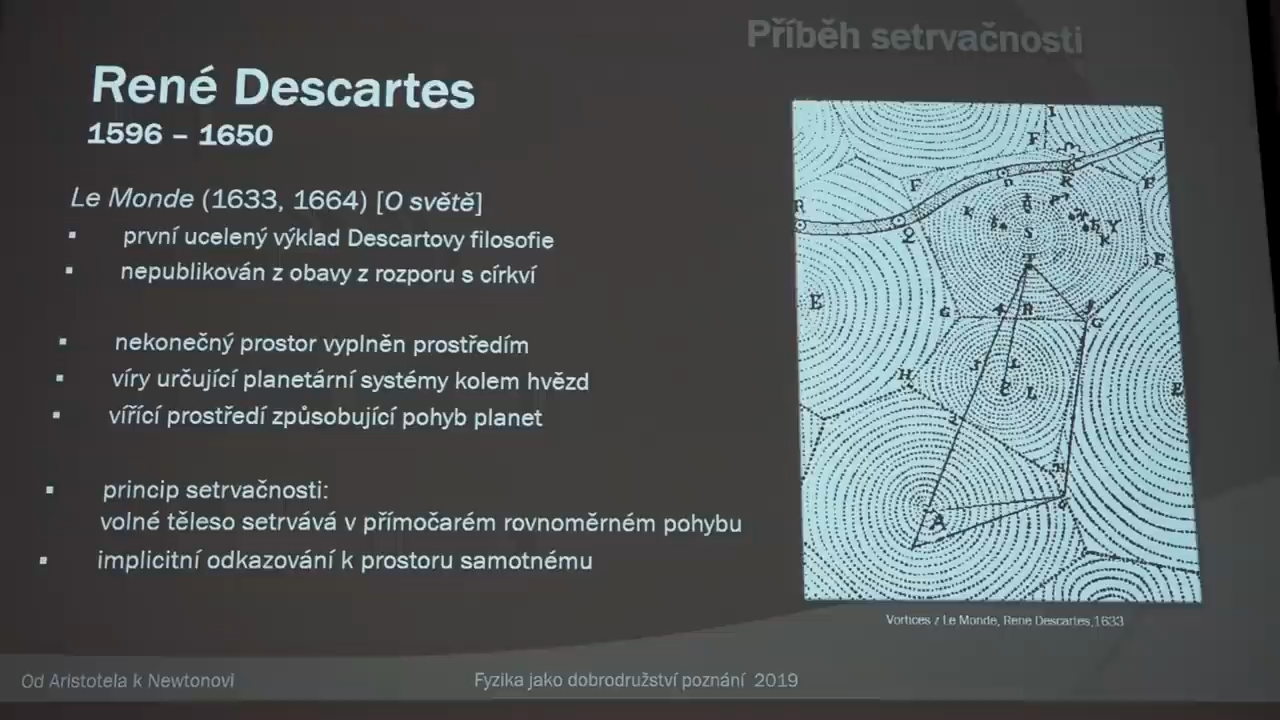 Příběh setrvačnosti
René Descartes
1596 – 1650
Le Monde (1633, 1664) [O světě]
první ucelený výklad Descartovy filosofie
nepublikován z obavy z rozporu s církví
nekonečný prostor vyplněn prostředím
víry určující planetární systémy kolem hvězd
vířící prostředí způsobující pohyb planet
princip setrvačnosti:
volné těleso setrvává v přímočarém rovnoměrném pohybu
implicitní odkazování k prostoru samotnému
Vortices z Le Monde, René Descartes,1633
Od Aristotela k Newtonovi
Fyzika jako dobrodružství poznání 2019